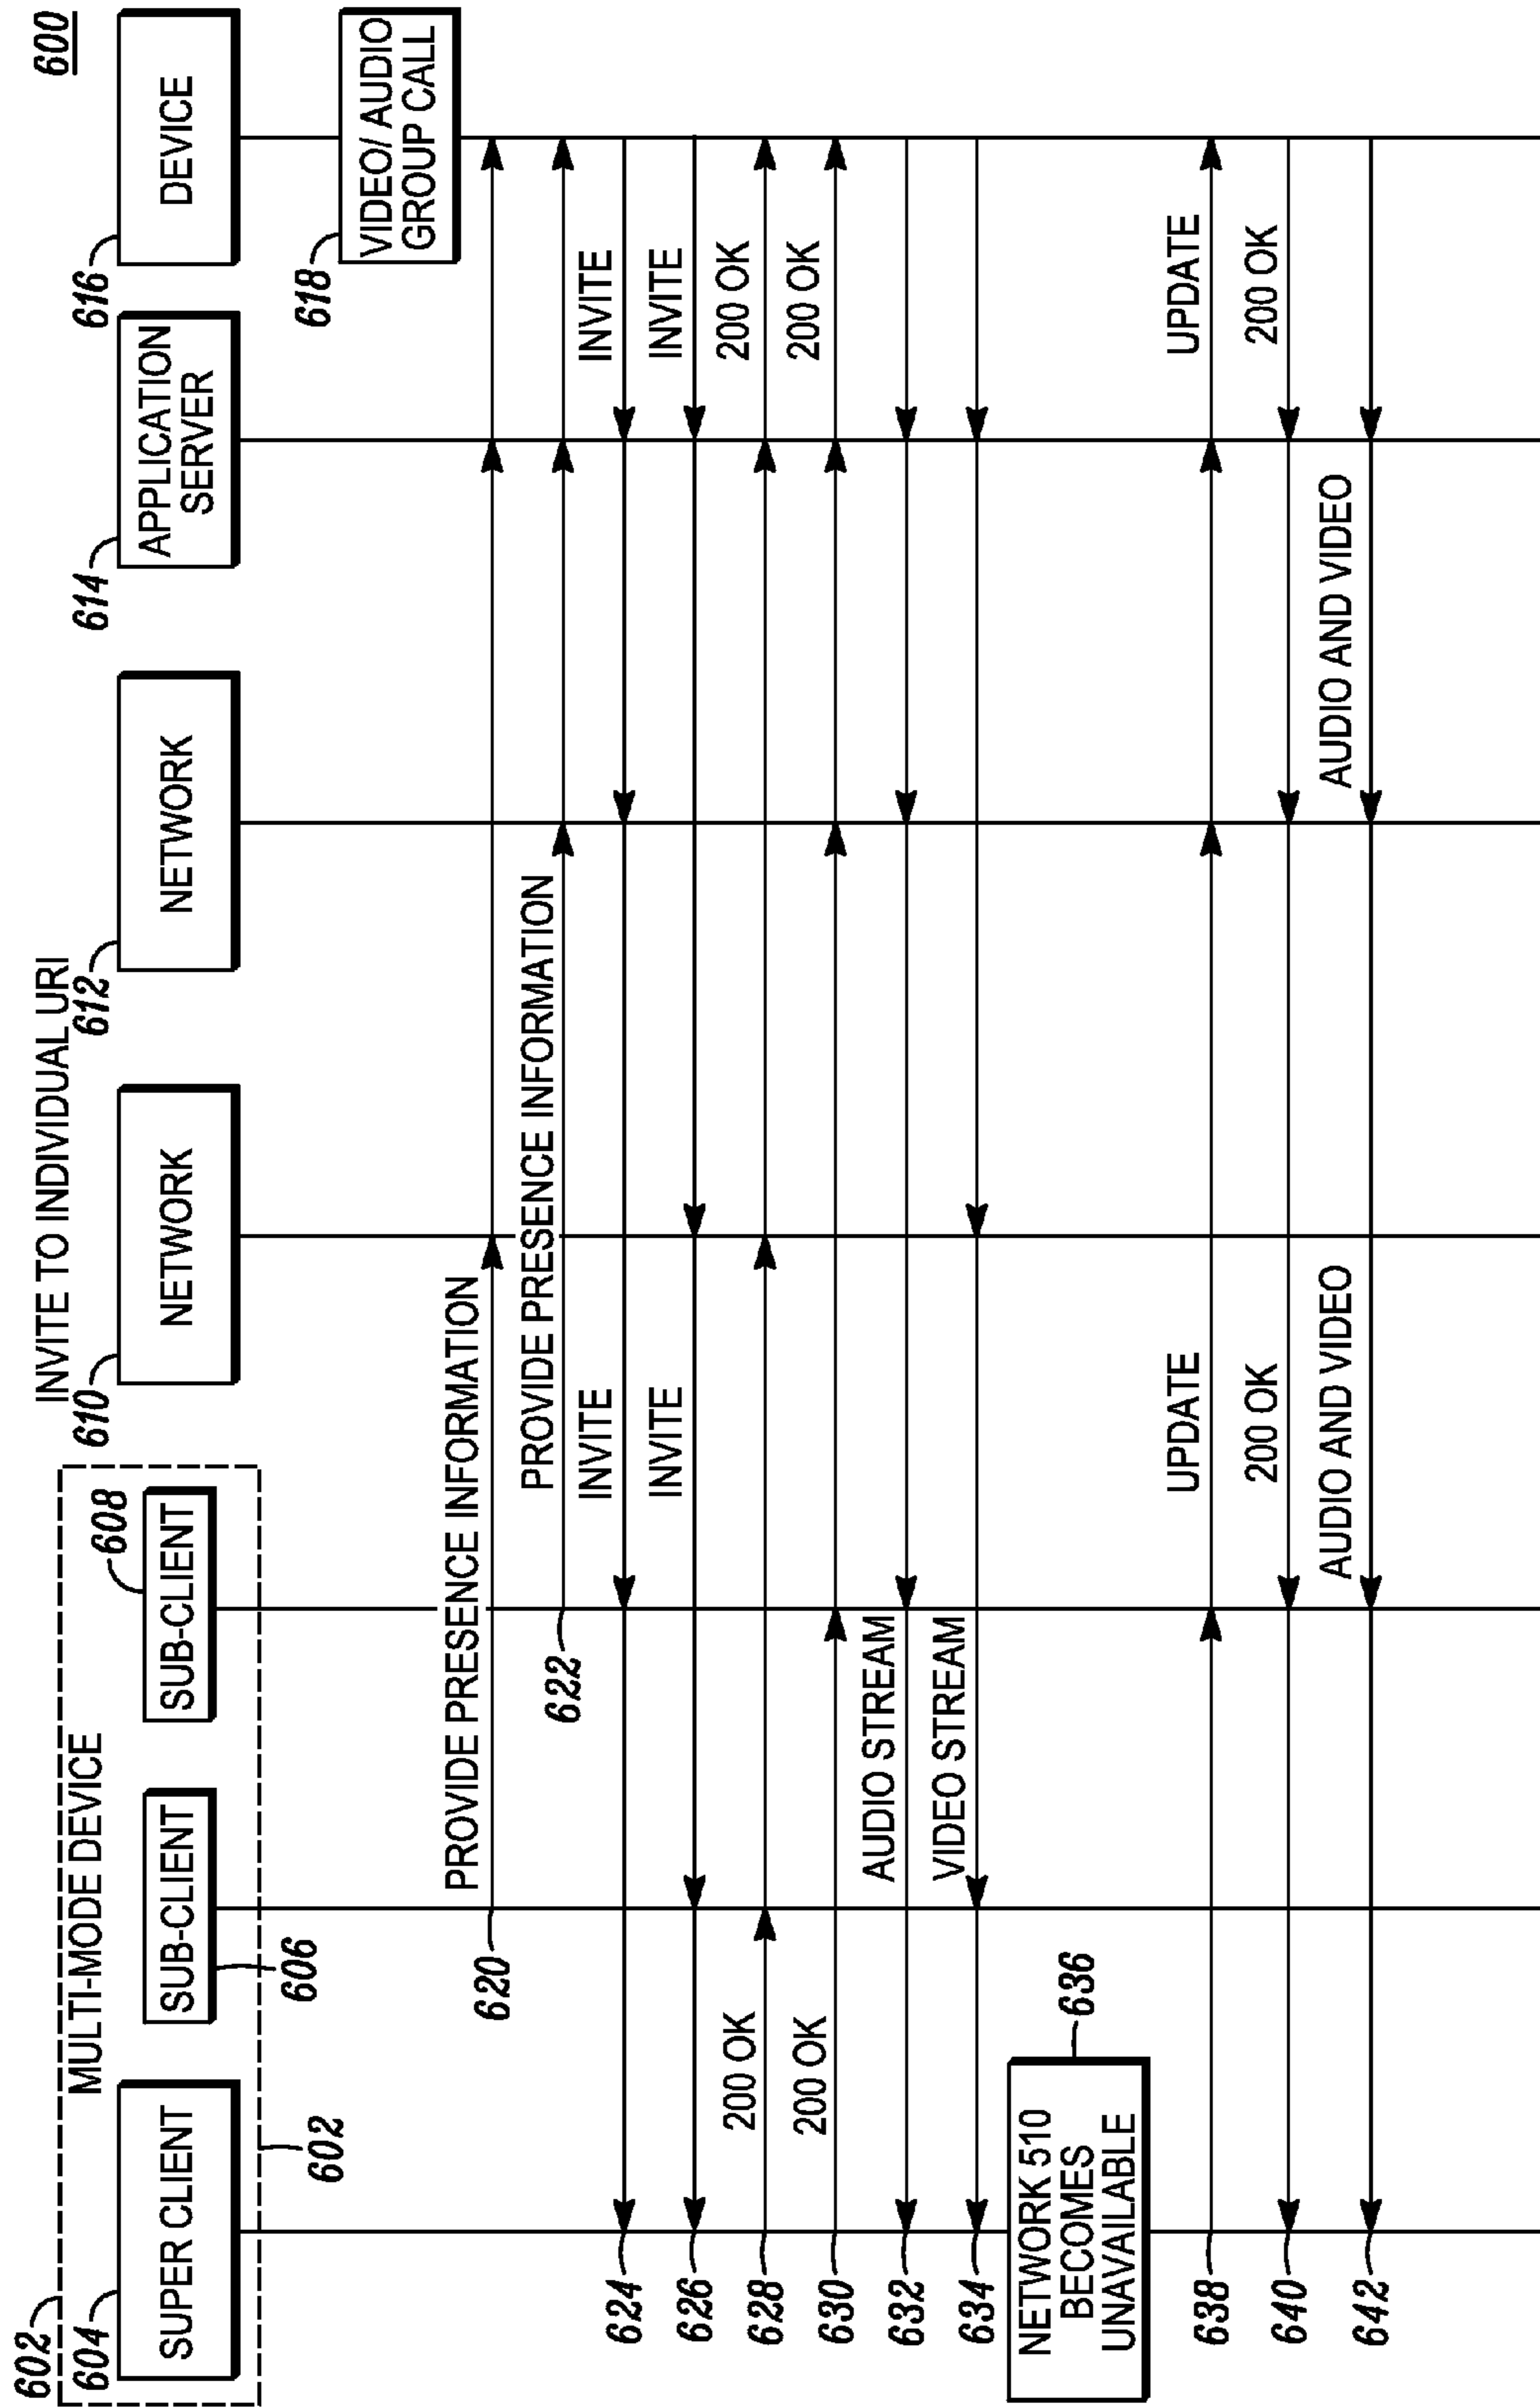 600
INVITE TO INDIVIDUAL URI
602
MULTI-MODE DEVICE
604
SUPER CLIENT
602
SUB-CLIENT
606
SUB-CLIENT
608
610
NETWORK
612
NETWORK
614
APPLICATION
SERVER
616
DEVICE
618
VIDEO/ AUDIO
GROUP CALL
620
PROVIDE PRESENCE INFORMATION
622
PROVIDE PRESENCE INFORMATION
624
INVITE
INVITE
626
INVITE
INVITE
628
200 OK
200 OK
630
200 OK
200 OK
632
AUDIO STREAM
634
VIDEO STREAM
NETWORK 510
BECOMES
UNAVAILABLE
636
638
UPDATE
UPDATE
640
200 OK
200 OK
642
AUDIO AND VIDEO
AUDIO AND VIDEO